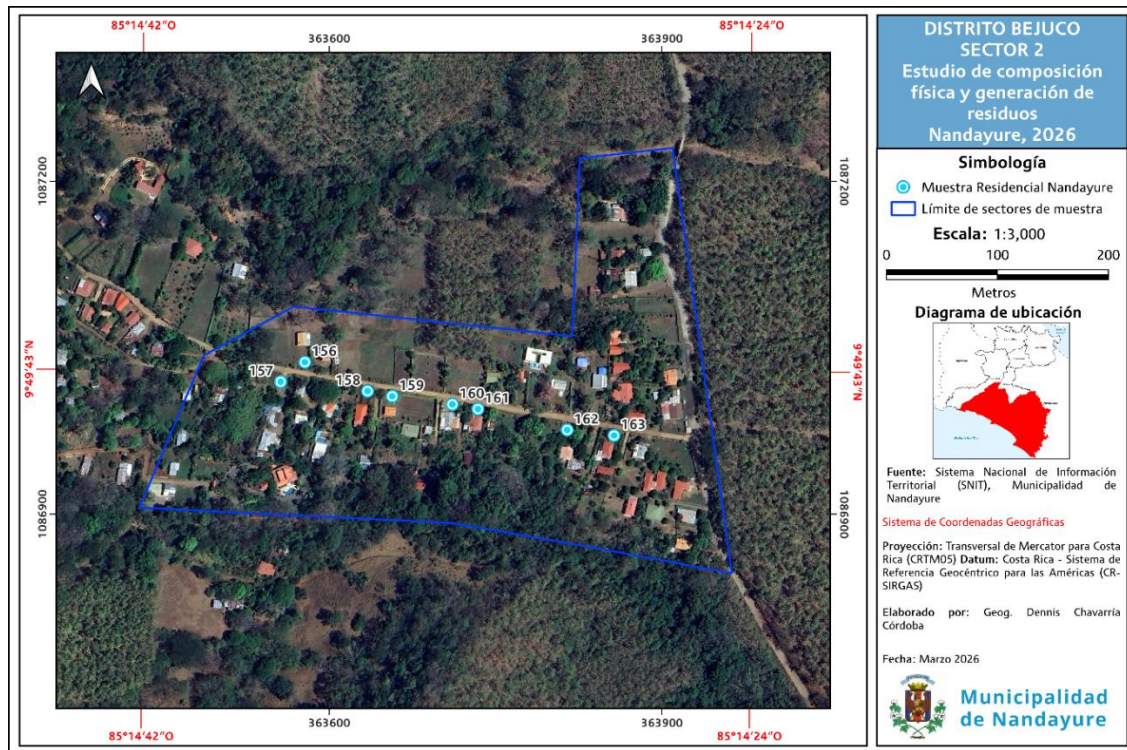 85°14'42"O
363600
363900
85°14'24"O
1087200
1087200
9°49'43"N
9°49'43"N
156
157
158
159
160
161
162
163
1086900
1086900
363600
363900
85°14'42"O
85°14'24"O
DISTRITO BEJUCO
SECTOR 2
Estudio de composición
física y generación de
residuos
Nandayure, 2026
Simbología
Muestra Residencial Nandayure
Límite de sectores de muestra
Escala: 1:3,000
0 100 200
Metros
Diagrama de ubicación
Fuente: Sistema Nacional de Información
Territorial (SNIT), Municipalidad de
Nandayure
Sistema de Coordenadas Geográficas
Proyección: Transversal de Mercator para Costa
Rica (CRTM05) Datum: Costa Rica - Sistema de
Referencia Geocéntrico para las Américas (CR-
SIRGAS)
Elaborado por: Geog. Dennis Chavarría
Córdoba
Fecha: Marzo 2026
Municipalidad
de Nandayure